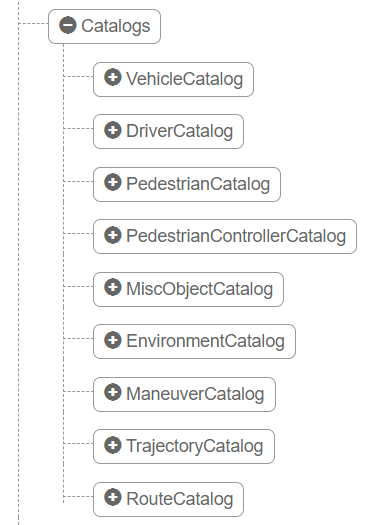 Catalogs
VehicleCatalog
DriverCatalog
PedestrianCatalog
PedestrianControllerCatalog
MiscObjectCatalog
EnvironmentCatalog
ManeuverCatalog
TrajectoryCatalog
RouteCatalog